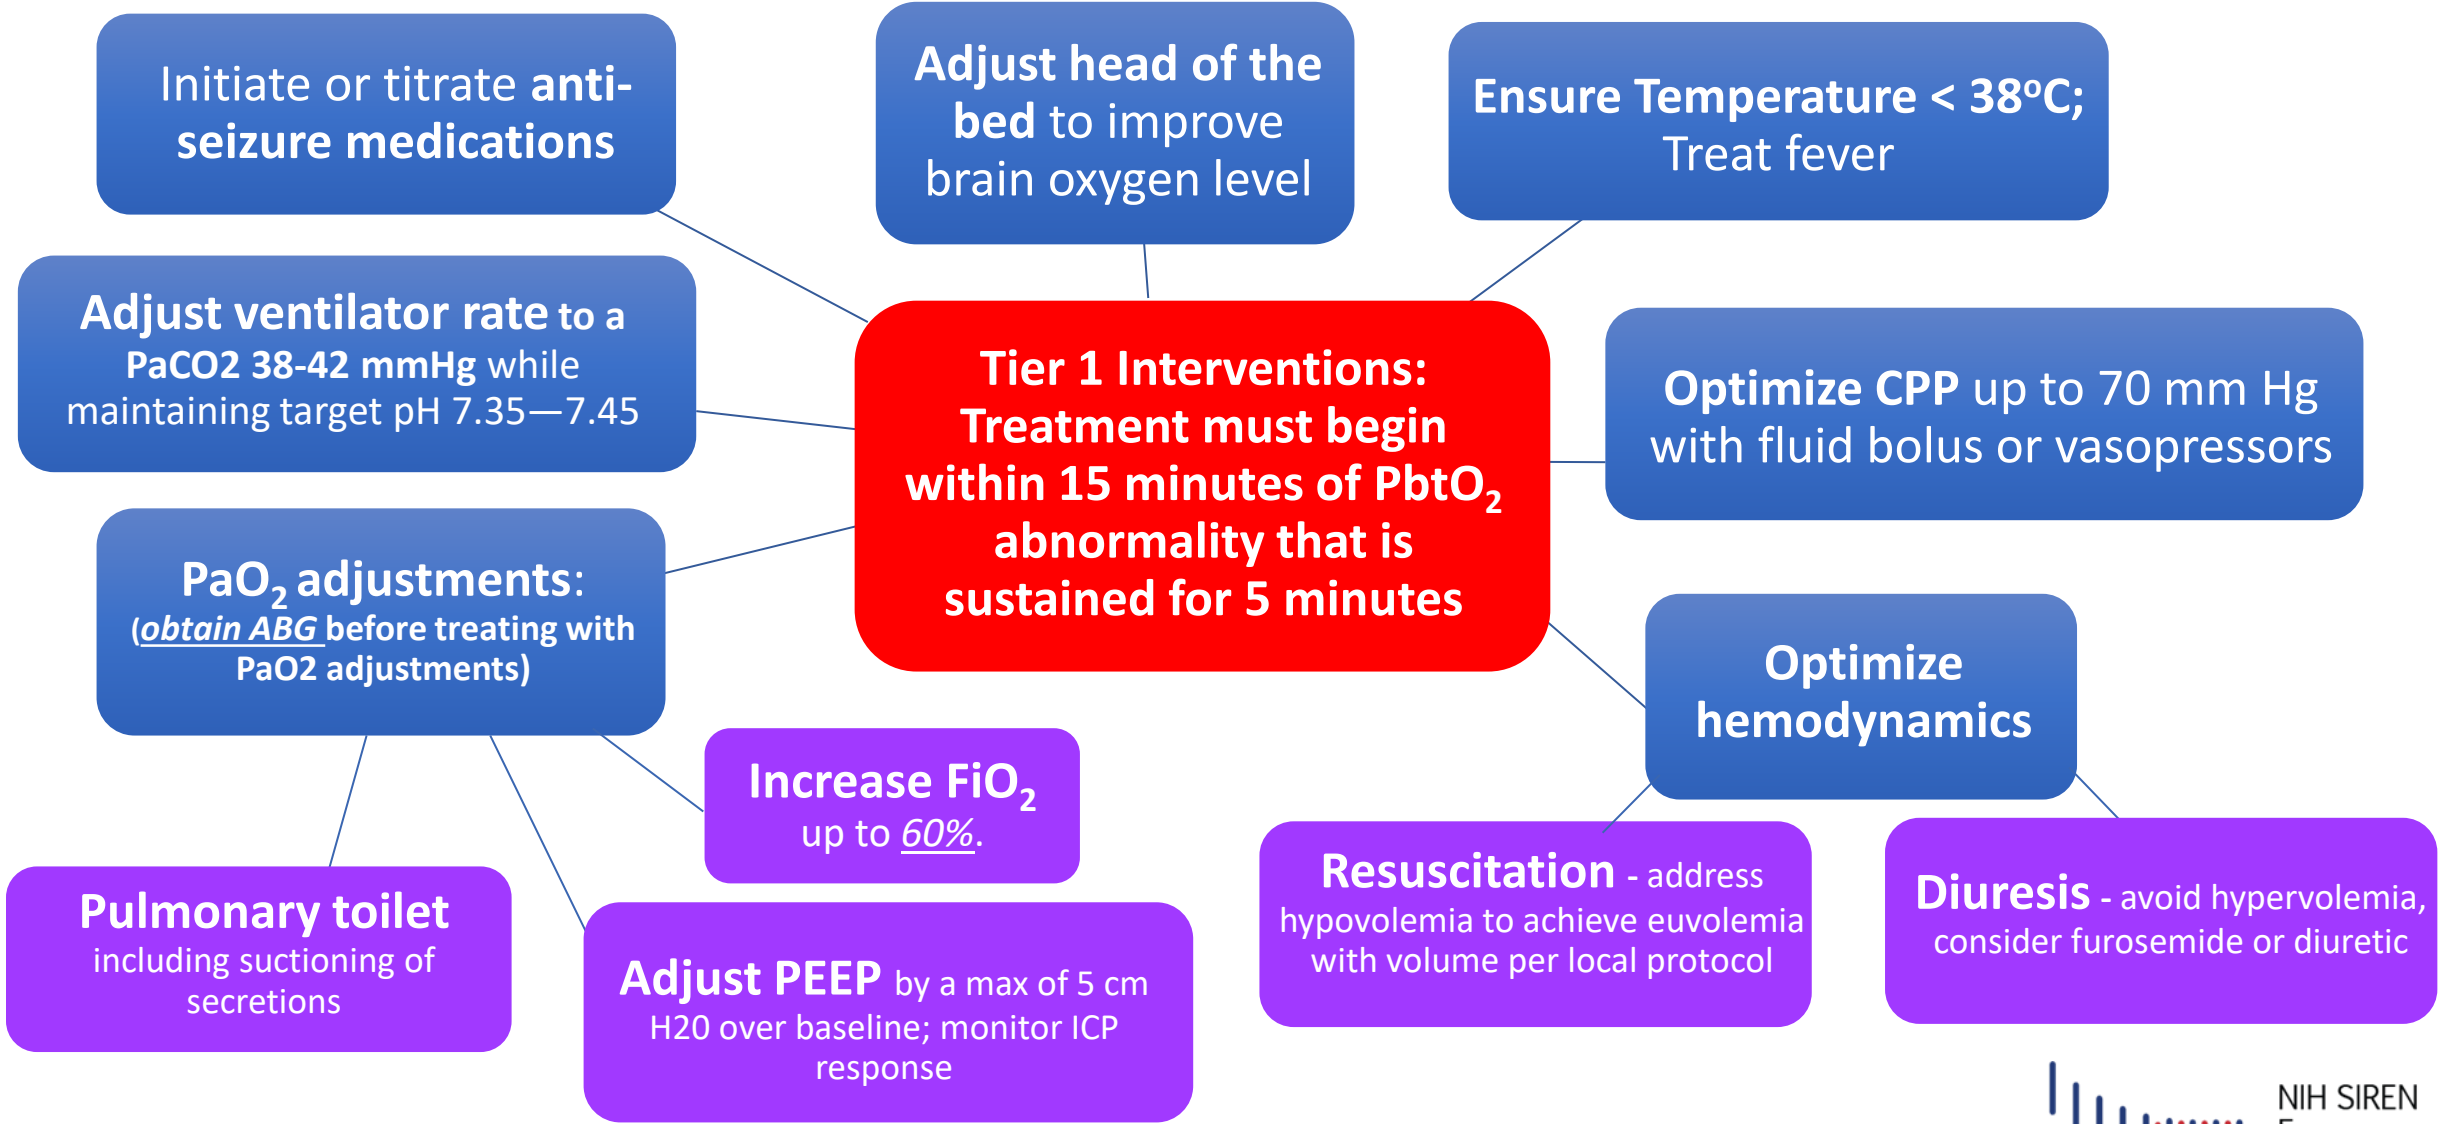 Initiate or titrate anti-
seizure medications
Adjust head of the
bed to improve
brain oxygen level
Ensure Temperature < 38ºC;
Treat fever
Adjust ventilator rate to a
PaCO2 38-42 mmHg while
maintaining target pH 7.35—7.45
Tier 1 Interventions:
Treatment must begin
within 15 minutes of PbtO₂
abnormality that is
sustained for 5 minutes
Optimize CPP up to 70 mm Hg
with fluid bolus or vasopressors
PaO₂ adjustments:
(obtain ABG before treating with
PaO2 adjustments)
Optimize
hemodynamics
Increase FiO₂
up to 60%.
Pulmonary toilet
including suctioning of
secretions
Adjust PEEP by a max of 5 cm
H20 over baseline; monitor ICP
response
Resuscitation - address
hypovolemia to achieve euvolemia
with volume per local protocol
Diuresis - avoid hypervolemia,
consider furosemide or diuretic
NIH SIREN